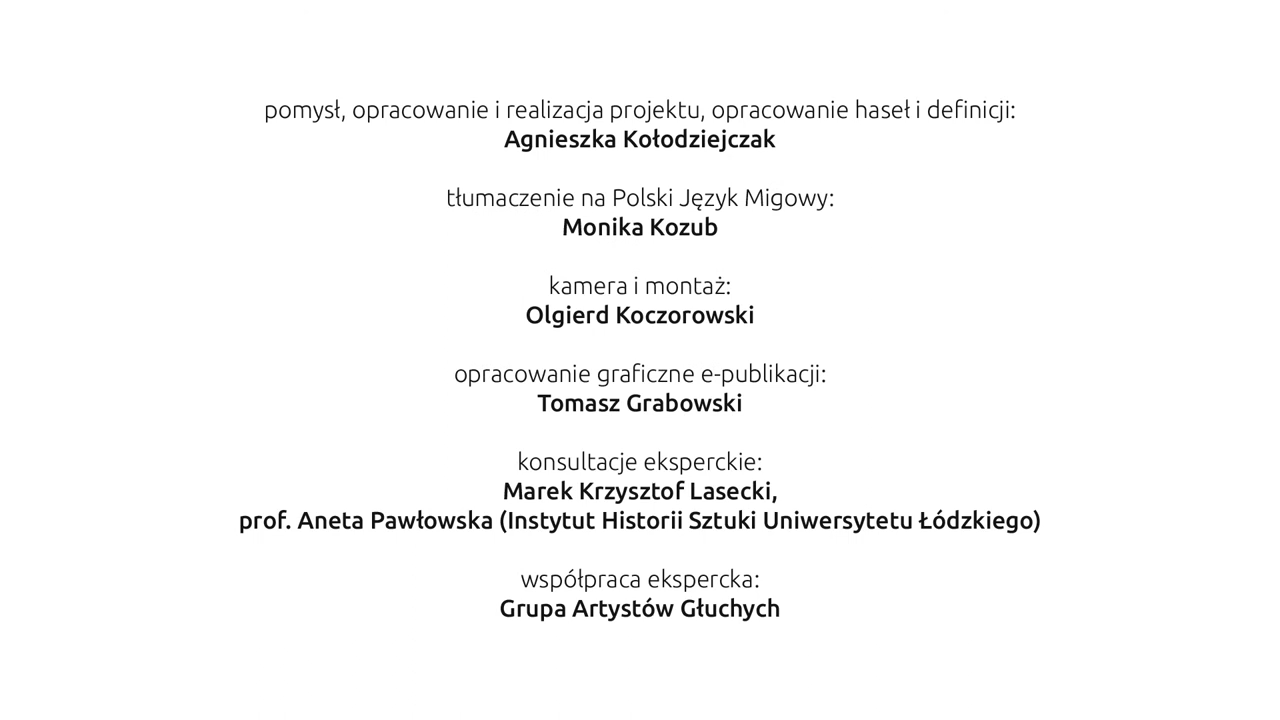 pomysł, opracowanie i realizacja projektu, opracowanie haseł i definicji:
Agnieszka Kołodziejczak
tłumaczenie na Polski Język Migowy:
Monika Kozub
kamera i montaż:
Olgierd Koczorowski
opracowanie graficzne e-publikacji:
Tomasz Grabowski
konsultacje eksperckie:
Marek Krzysztof Lasecki,
prof. Aneta Pawłowska (Instytut Historii Sztuki Uniwersytetu Łódzkiego)
współpraca ekspercka:
Grupa Artystów Głuchych